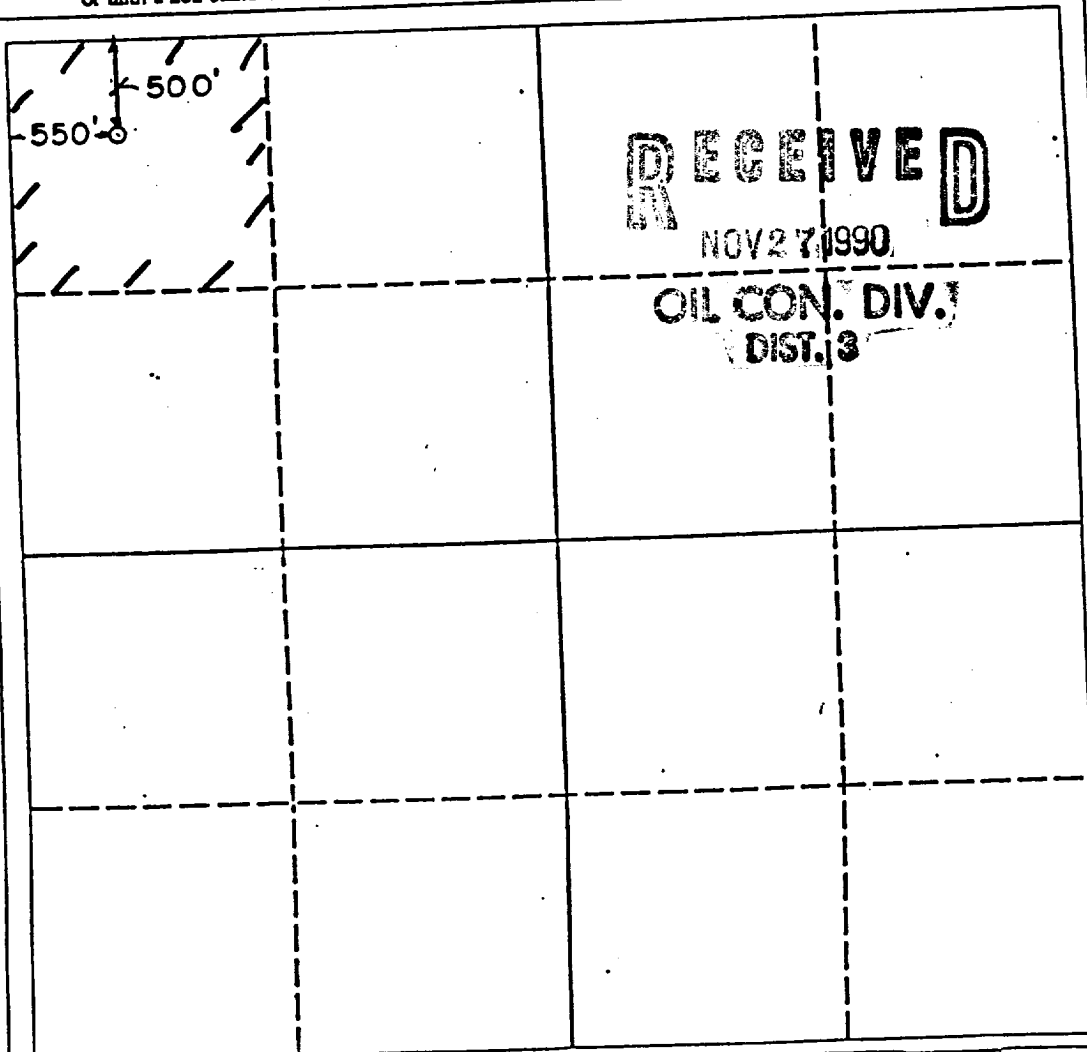 500'
550'
RECEIVED
NOV 27 1990
OIL CON. DIV.
DIST. 3